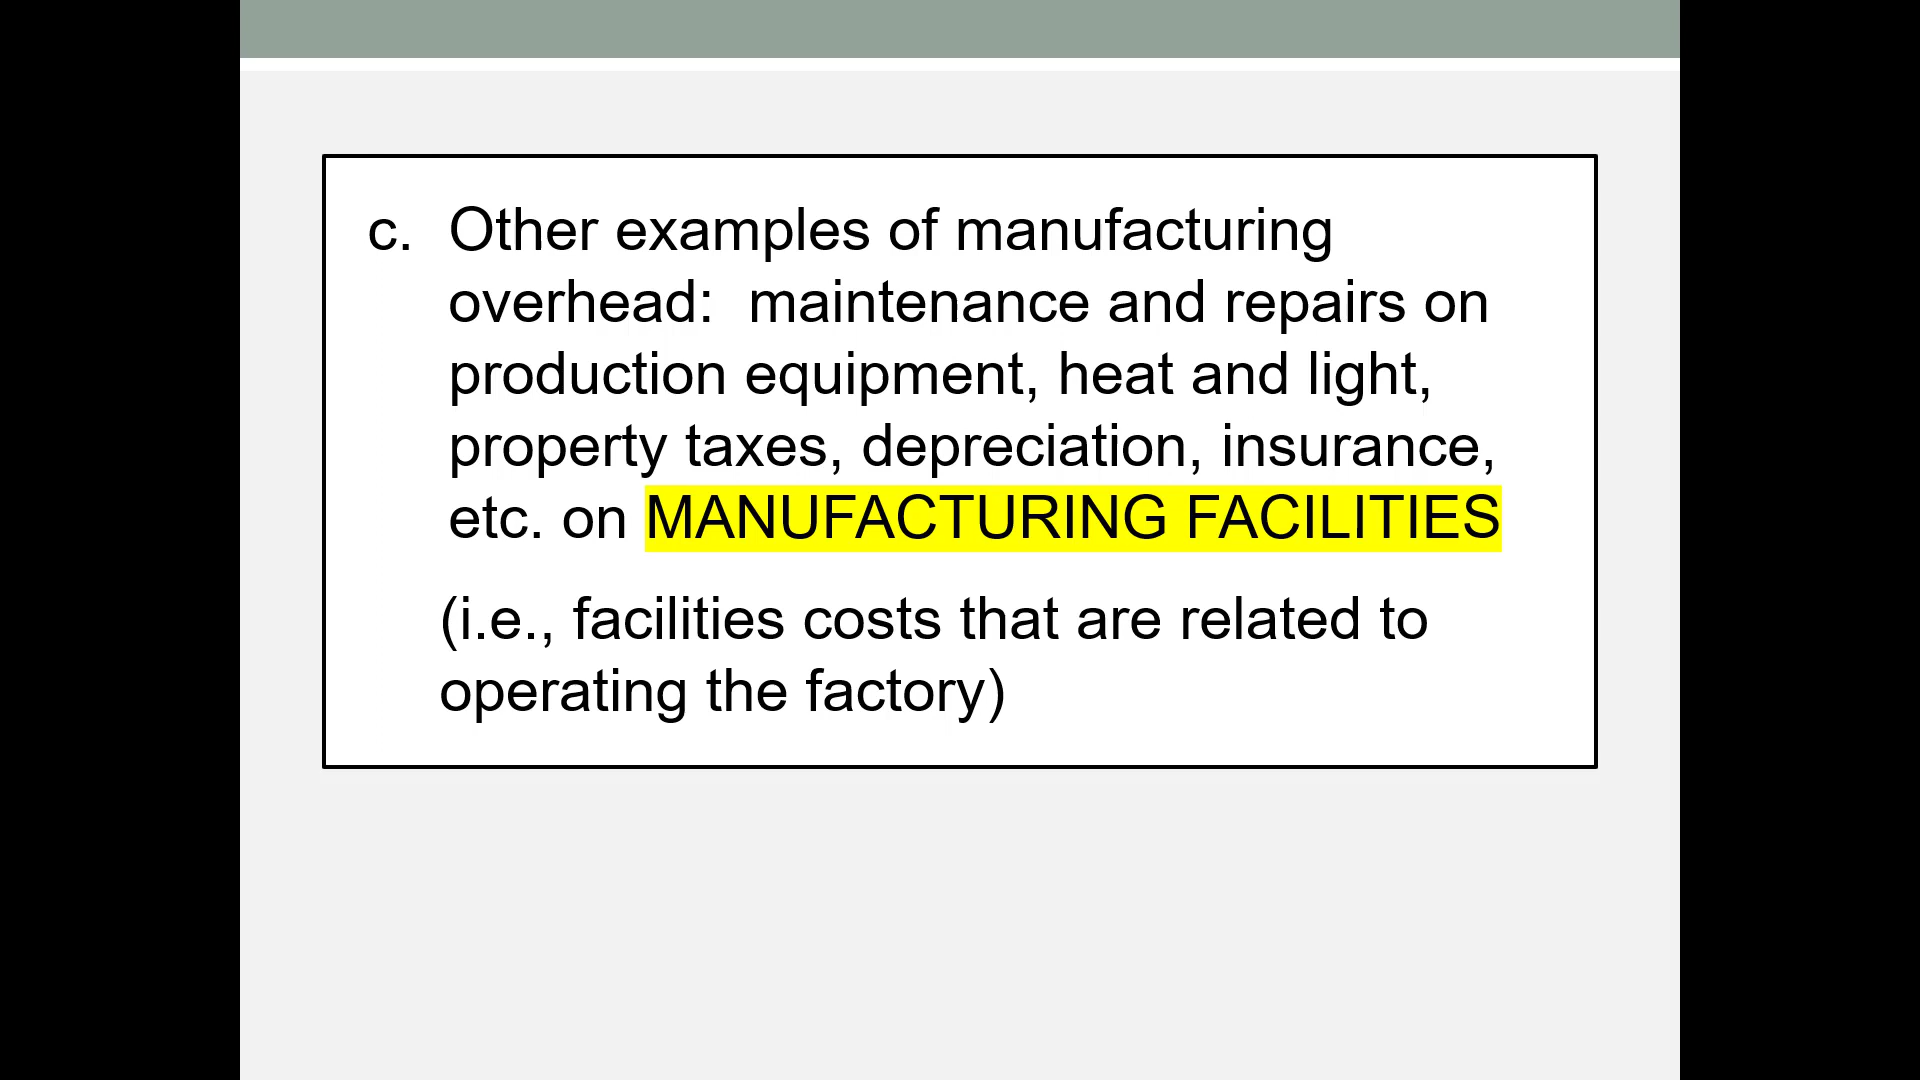 c. Other examples of manufacturing
overhead: maintenance and repairs on
production equipment, heat and light,
property taxes, depreciation, insurance,
etc. on MANUFACTURING FACILITIES
(i.e., facilities costs that are related to
operating the factory)